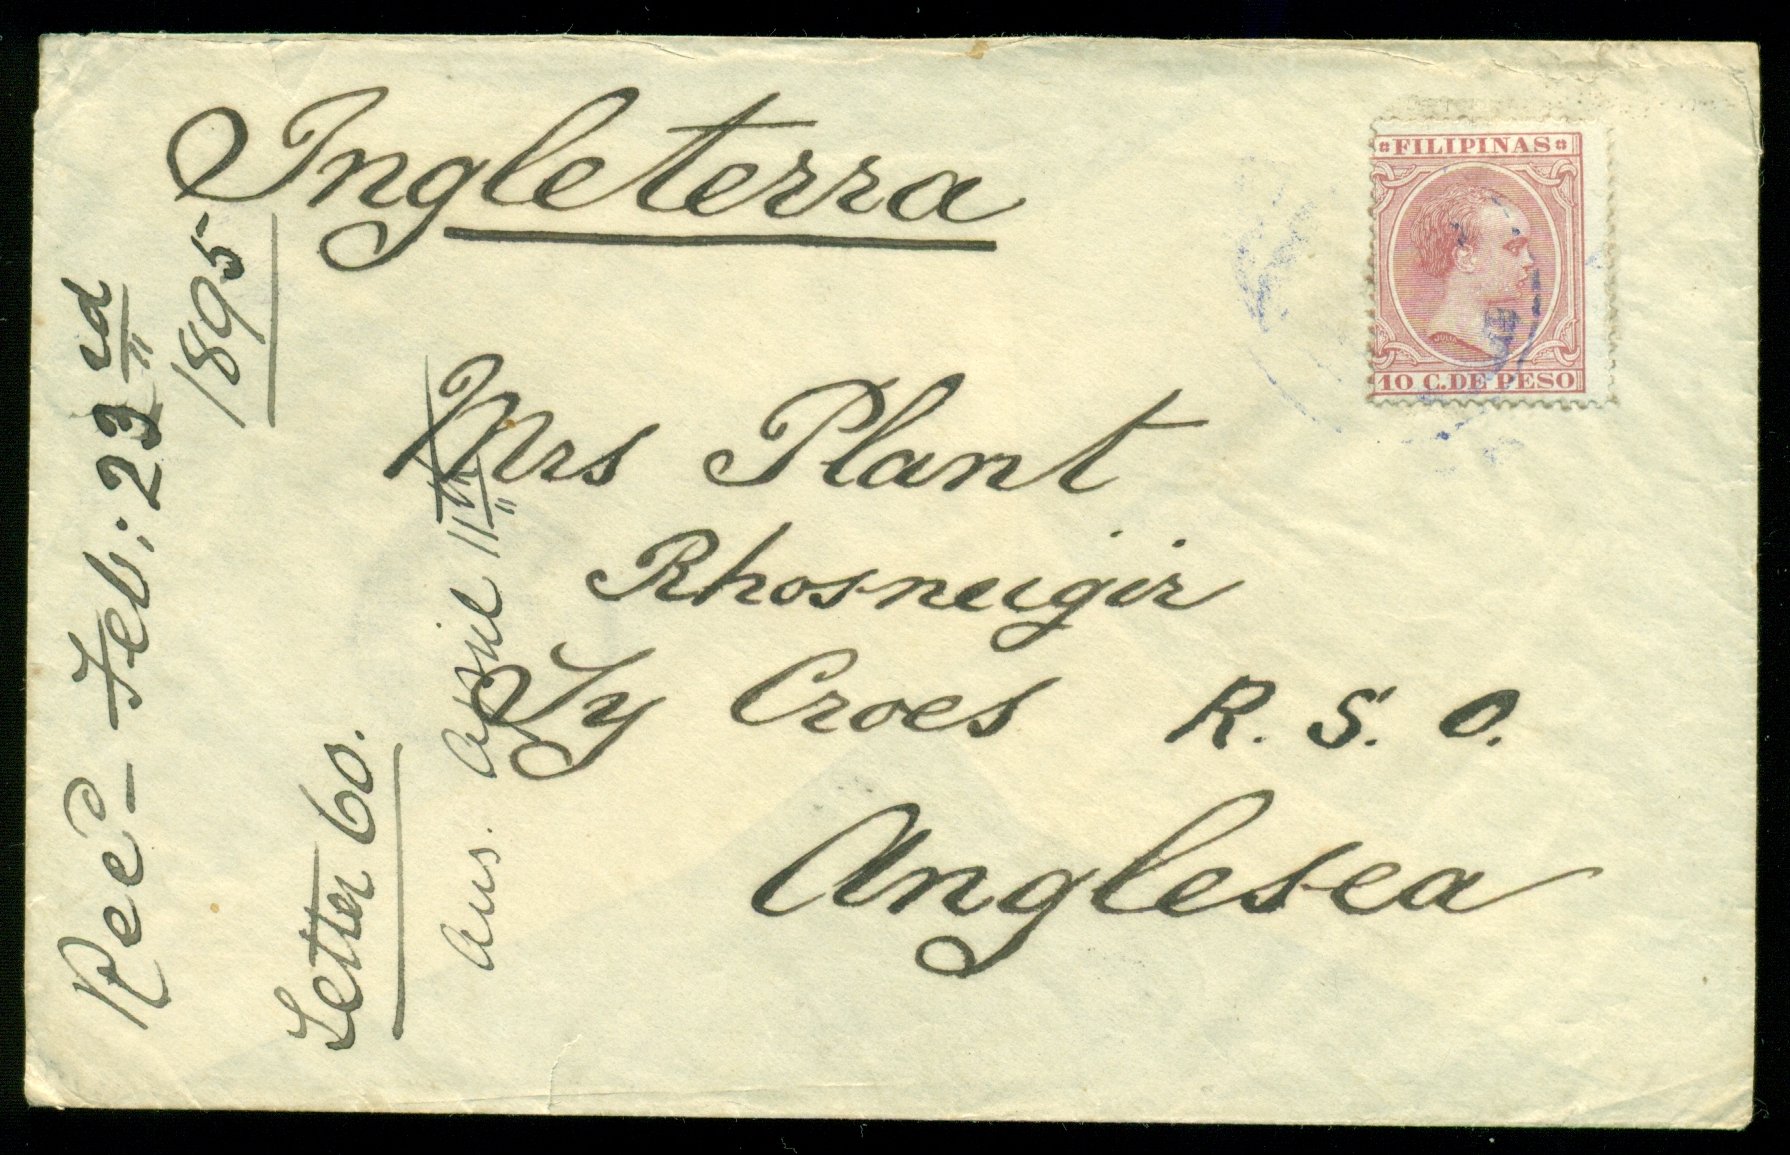 Ingleterra
FILIPINAS
10 C. DE PESO
Mrs Plant
Rhosneigir
Ty Croes R. S. O.
Anglesea
Recd Feb: 23rd
1895
Letter 60.
Ans. April 11th